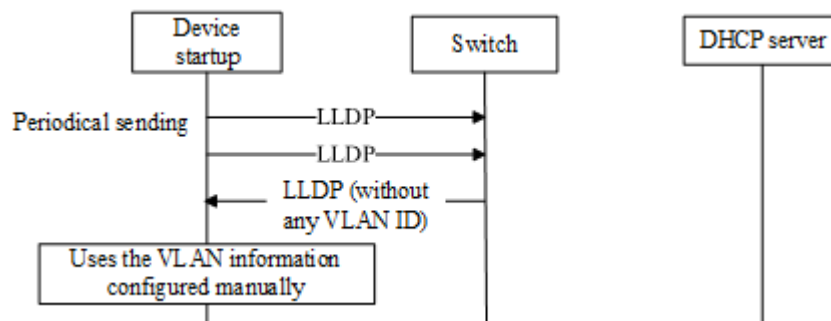 Device
startup
Switch
DHCP server
Periodical sending
LLDP
LLDP
LLDP (without
any VLAN ID)
Uses the VLAN information
configured manually